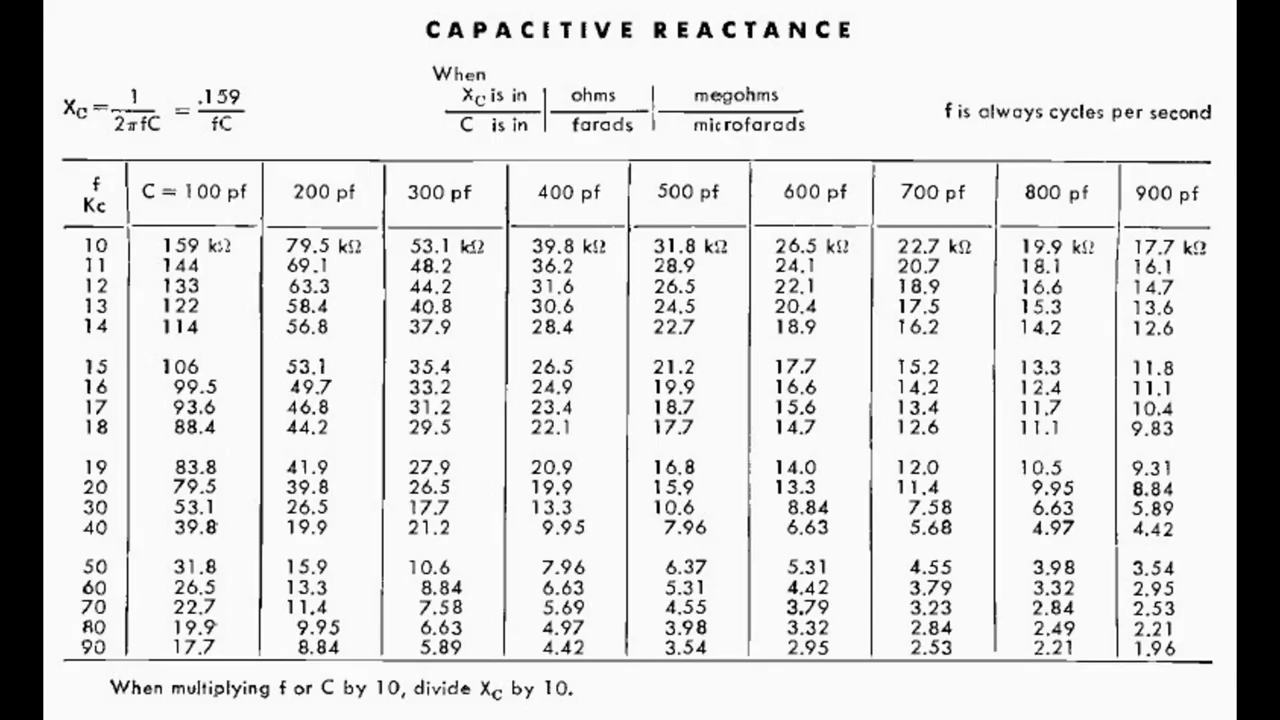 CAPACITIVE REACTANCE
When
X_C = 1/2πfC = .159/fC
X_C is in | ohms | megohms
C is in | farads | microfarads
f is always cycles per second
f Kc | C = 100 pf | 200 pf | 300 pf | 400 pf | 500 pf | 600 pf | 700 pf | 800 pf | 900 pf
10 | 159 kΩ | 79.5 kΩ | 53.1 kΩ | 39.8 kΩ | 31.8 kΩ | 26.5 kΩ | 22.7 kΩ | 19.9 kΩ | 17.7 kΩ
11 | 144 | 69.1 | 48.2 | 36.2 | 28.9 | 24.1 | 20.7 | 18.1 | 16.1
12 | 133 | 63.3 | 44.2 | 31.6 | 26.5 | 22.1 | 18.9 | 16.6 | 14.7
13 | 122 | 58.4 | 40.8 | 30.6 | 24.5 | 20.4 | 17.5 | 15.3 | 13.6
14 | 114 | 56.8 | 37.9 | 28.4 | 22.7 | 18.9 | 16.2 | 14.2 | 12.6
15 | 106 | 53.1 | 35.4 | 26.5 | 21.2 | 17.7 | 15.2 | 13.3 | 11.8
16 | 99.5 | 49.7 | 33.2 | 24.9 | 19.9 | 16.6 | 14.2 | 12.4 | 11.1
17 | 93.6 | 46.8 | 31.2 | 23.4 | 18.7 | 15.6 | 13.4 | 11.7 | 10.4
18 | 88.4 | 44.2 | 29.5 | 22.1 | 17.7 | 14.7 | 12.6 | 11.1 | 9.83
19 | 83.8 | 41.9 | 27.9 | 20.9 | 16.8 | 14.0 | 12.0 | 10.5 | 9.31
20 | 79.5 | 39.8 | 26.5 | 19.9 | 15.9 | 13.3 | 11.4 | 9.95 | 8.84
30 | 53.1 | 26.5 | 17.7 | 13.3 | 10.6 | 8.84 | 7.58 | 6.63 | 5.89
40 | 39.8 | 19.9 | 21.2 | 9.95 | 7.96 | 6.63 | 5.68 | 4.97 | 4.42
50 | 31.8 | 15.9 | 10.6 | 7.96 | 6.37 | 5.31 | 4.55 | 3.98 | 3.54
60 | 26.5 | 13.3 | 8.84 | 6.63 | 5.31 | 4.42 | 3.79 | 3.32 | 2.95
70 | 22.7 | 11.4 | 7.58 | 5.69 | 4.55 | 3.79 | 3.23 | 2.84 | 2.53
80 | 19.9 | 9.95 | 6.63 | 4.97 | 3.98 | 3.32 | 2.84 | 2.49 | 2.21
90 | 17.7 | 8.84 | 5.89 | 4.42 | 3.54 | 2.95 | 2.53 | 2.21 | 1.96
When multiplying f or C by 10, divide X_C by 10.